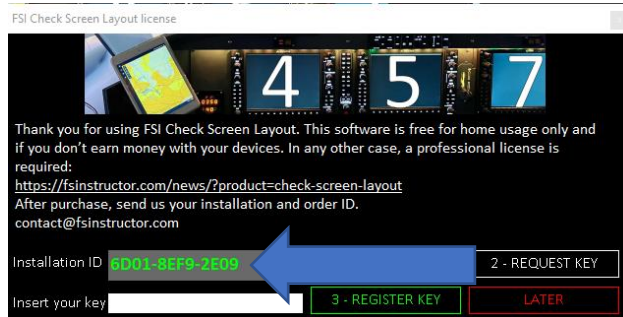 FSI Check Screen Layout license
4 5 7
Thank you for using FSI Check Screen Layout. This software is free for home usage only and
if you don't earn money with your devices. In any other case, a professional license is
required:
https://fsinstructor.com/news/?product=check-screen-layout
After purchase, send us your installation and order ID.
contact@fsinstructor.com
Installation ID 6D01-8EF9-2E09 2 - REQUEST KEY
Insert your key 3 - REGISTER KEY LATER